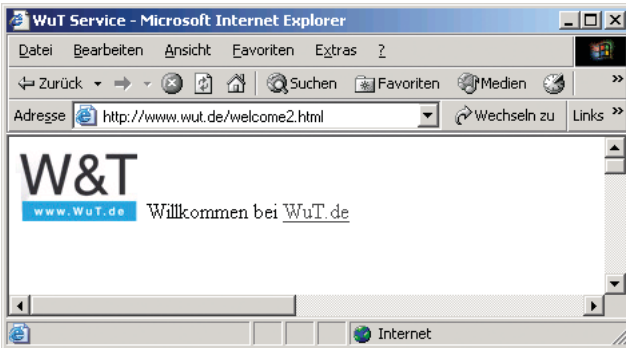 WuT Service - Microsoft Internet Explorer
Datei Bearbeiten Ansicht Favoriten Extras ?
Zurück Suchen Favoriten Medien »
Adresse http://www.wut.de/welcome2.html Wechseln zu Links »
W&T
www.WuT.de Willkommen bei WuT.de
Internet